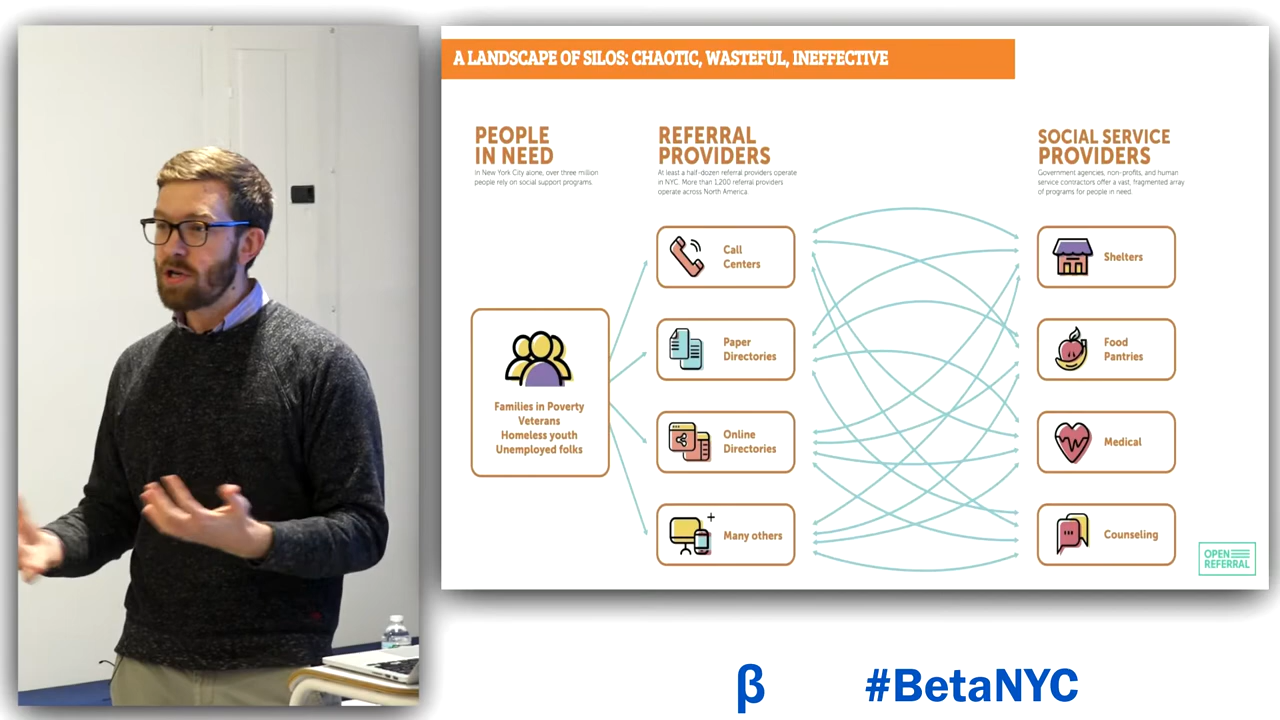 A LANDSCAPE OF SILOS: CHAOTIC, WASTEFUL, INEFFECTIVE
PEOPLE
IN NEED
In New York City alone, over three million
people rely on social support programs.
REFERRAL
PROVIDERS
At least a half-dozen referral providers operate
in NYC. More than 1,200 referral providers
operate across North America.
SOCIAL SERVICE
PROVIDERS
Government agencies, non-profits, and human
service contractors offer a vast, fragmented array
of programs for people in need.
Families in Poverty
Veterans
Homeless youth
Unemployed folks
Call
Centers
Paper
Directories
Online
Directories
Many others
Shelters
Food
Pantries
Medical
Counseling
OPEN
REFERRAL
β
#BetaNYC